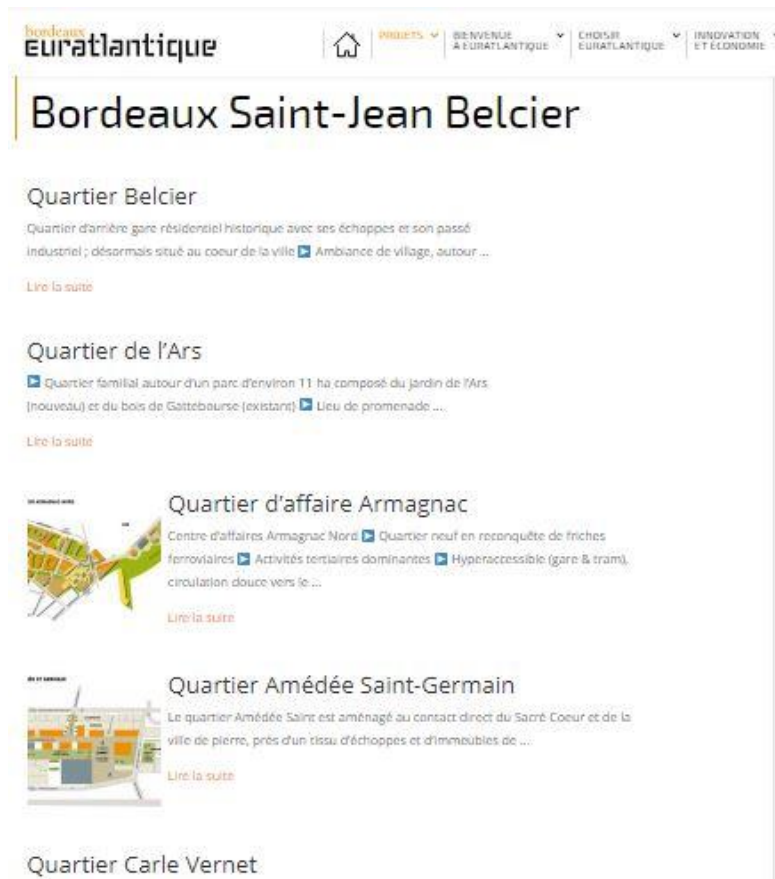 bordeaux
Euratlantique
PROJETS
BIENVENUE
À EURATLANTIQUE
CHOISIR
EURATLANTIQUE
INNOVATION
ET ÉCONOMIE
Bordeaux Saint-Jean Belcier
Quartier Belcier
Quartier d'arrière gare résidentiel historique avec ses échoppes et son passé
industriel ; désormais situé au coeur de la ville ▶ Ambiance de village, autour ...
Lire la suite
Quartier de l'Ars
▶ Quartier familial autour d'un parc d'environ 11 ha composé du jardin de l'Ars
(nouveau) et du bois de Gattebourse (existant) ▶ Lieu de promenade ...
Lire la suite
Quartier d'affaire Armagnac
Centre d'affaires Armagnac Nord ▶ Quartier neuf en reconquête de friches
ferroviaires ▶ Activités tertiaires dominantes ▶ Hyperaccessible (gare & tram),
circulation douce vers le ...
Lire la suite
Quartier Amédée Saint-Germain
Le quartier Amédée Saint est aménagé au contact direct du Sacré Coeur et de la
ville de pierre, près d'un tissu d'échoppes et d'immeubles de ...
Lire la suite
Quartier Carle Vernet